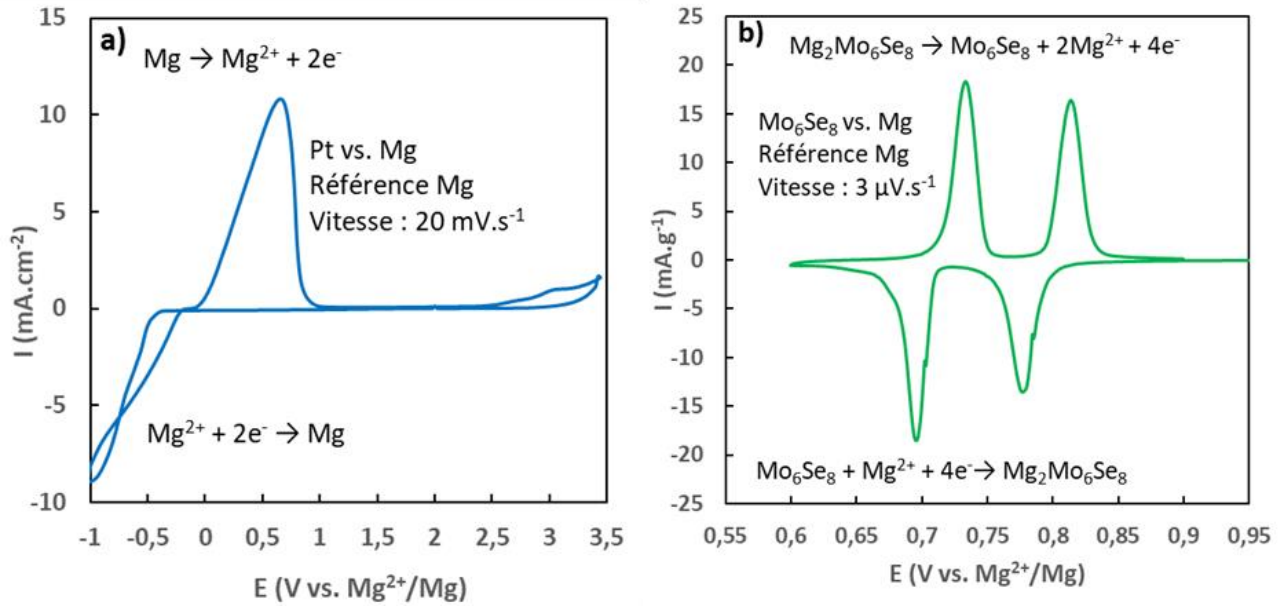 a)
Mg → Mg²⁺ + 2e⁻
Pt vs. Mg
Référence Mg
Vitesse : 20 mV.s⁻¹
Mg²⁺ + 2e⁻ → Mg
I (mA.cm⁻²)
15
10
5
0
-5
-10
-1 -0,5 0 0,5 1 1,5 2 2,5 3 3,5
E (V vs. Mg²⁺/Mg)
b)
Mg₂Mo₆Se₈ → Mo₆Se₈ + 2Mg²⁺ + 4e⁻
Mo₆Se₈ vs. Mg
Référence Mg
Vitesse : 3 µV.s⁻¹
Mo₆Se₈ + Mg²⁺ + 4e⁻→ Mg₂Mo₆Se₈
I (mA.g⁻¹)
25
20
15
10
5
0
-5
-10
-15
-20
-25
0,55 0,6 0,65 0,7 0,75 0,8 0,85 0,9 0,95
E (V vs. Mg²⁺/Mg)